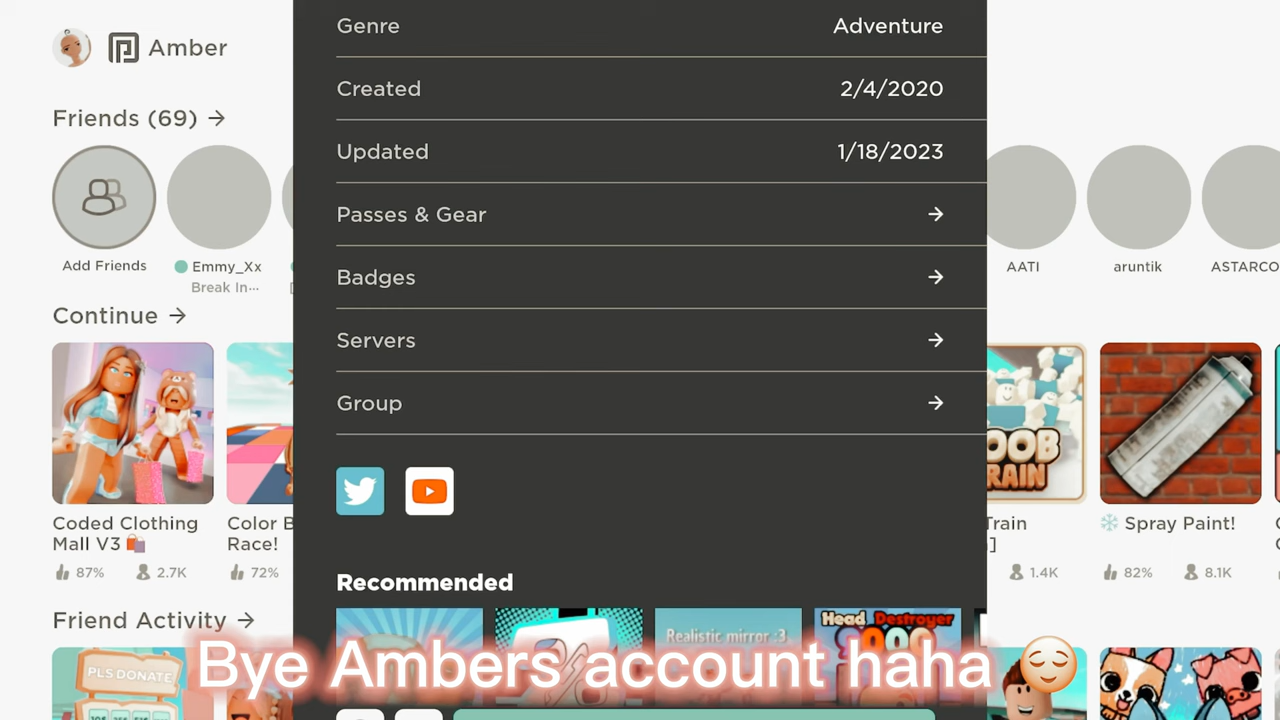 Amber
Friends (69) →
Add Friends
Emmy_Xx
Break In...
AATI
aruntik
ASTARCO
Continue →
Coded Clothing
Mall V3 🛍️
87% 2.7K
Color B
Race!
72%
Train
]
1.4K
❄️ Spray Paint!
82% 8.1K
Friend Activity →
PLS DONATE
Genre Adventure
Created 2/4/2020
Updated 1/18/2023
Passes & Gear →
Badges →
Servers →
Group →
Recommended
Realistic mirror :3
Head Destroyer
Bye Ambers account haha 😌